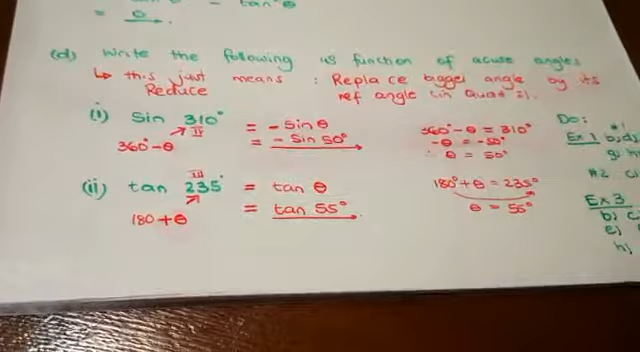 = 0.
(d) Write the following as function of acute angles
↳ this just means : Replace bigger angle by its
Reduce ref angle (in Quad I).
(i) Sin 310° = - Sin θ
IV
360° - θ = - Sin 50°
360° - θ = 310°
-θ = -50°
∴ θ = 50°
(ii) tan 235° = tan θ
III
180 + θ = tan 55°.
180° + θ = 235°
θ = 55°
Do:
Ex 1 b, d,
g, h
#2
Ex 3
b) c
e)
h)